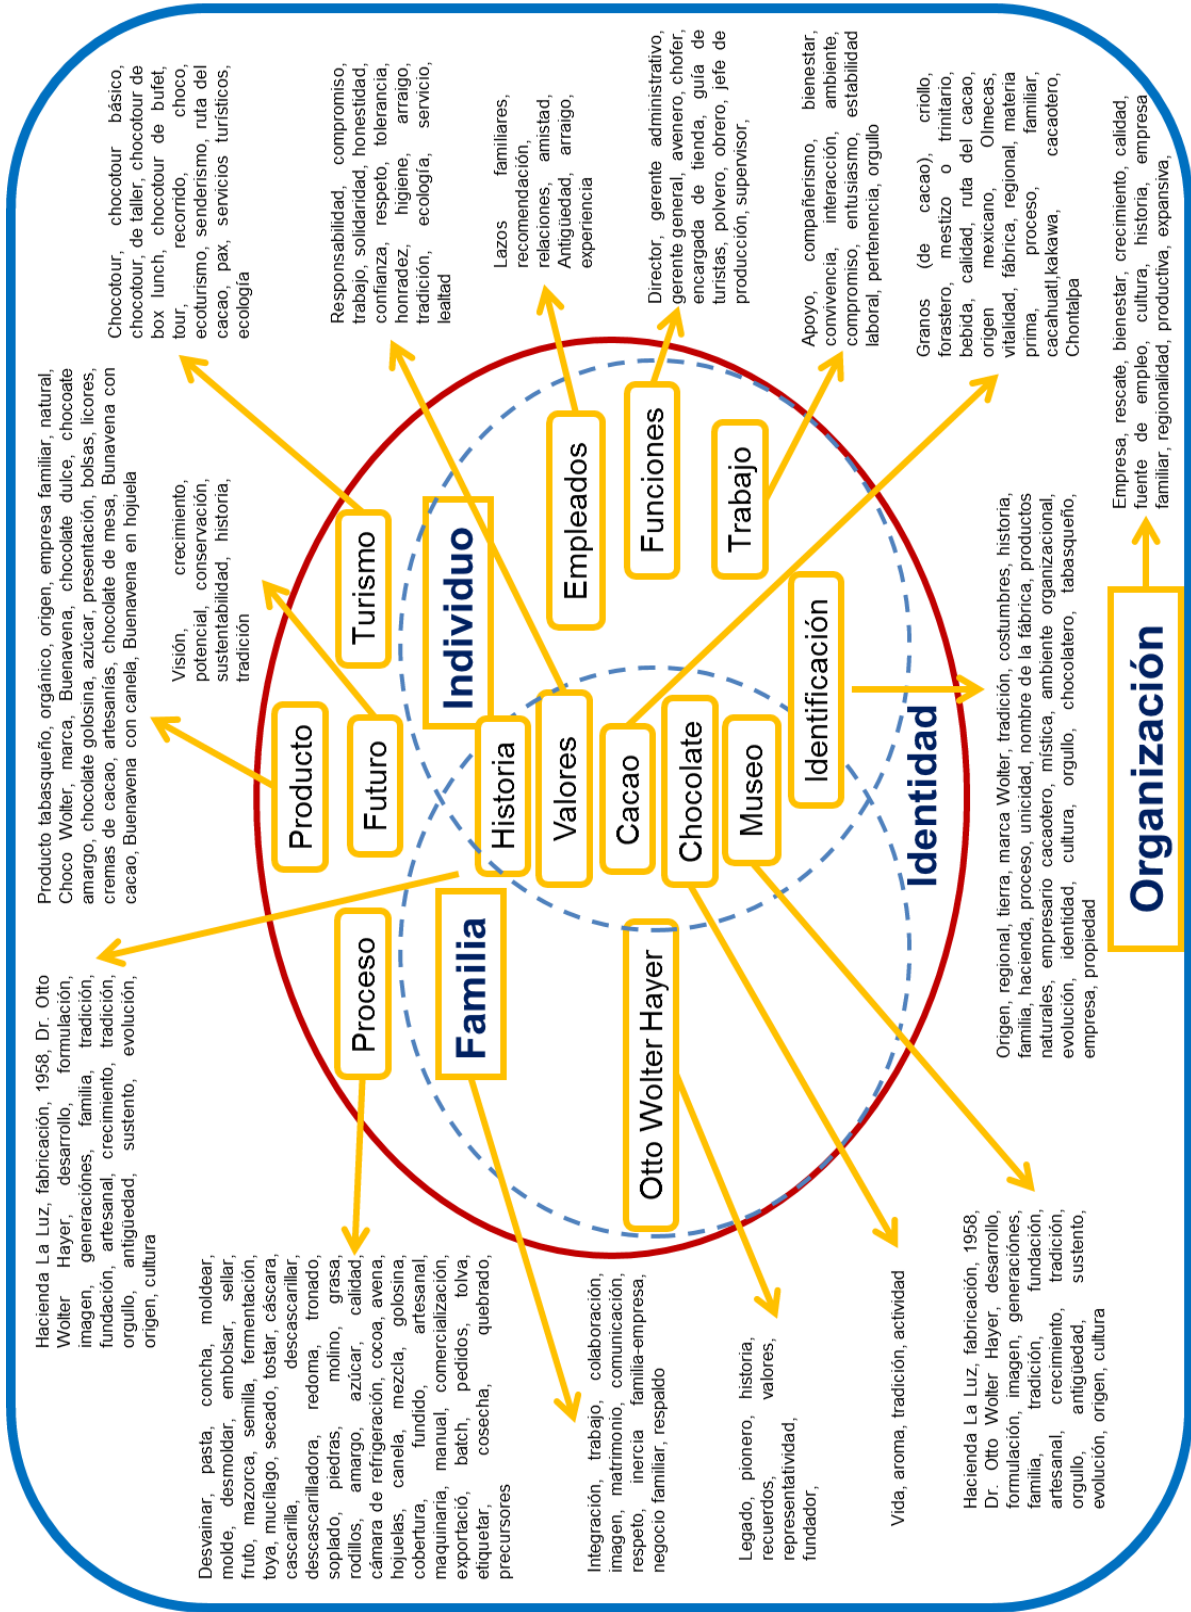 Hacienda La Luz, fabricación, 1958, Dr. Otto
Wolter Hayer, desarrollo, formulación,
imagen, generaciónes, familia, tradición,
fundación, artesanal, crecimiento, tradición,
orgullo, antigüedad, sustento, evolución,
origen, cultura
Producto tabasqueño, orgánico, origen, empresa familiar, natural,
Choco Wolter, marca, Buenavena, chocolate dulce, chocoate
amargo, chocolate golosina, azúcar, presentación, bolsas, licores,
cremas de cacao, artesanías, chocolate de mesa, Bunavena con
cacao, Buenavena con canela, Buenavena en hojuela
Chocotour, chocotour básico,
chocotour, de taller, chocotour de
box lunch, chocotour de bufet,
tour, recorrido, choco,
ecoturismo, senderismo, ruta del
cacao, pax, servicios turísticos,
ecología
Visión, crecimiento,
potencial, conservación,
sustentabilidad, historia,
tradición
Desvainar, pasta, concha, moldear,
molde, desmoldar, embolsar, sellar,
fruto, mazorca, semilla, fermentación,
toya, mucílago, secado, tostar, cáscara,
cascarilla, descascarillar,
descascarilladora, redoma, tronado,
soplado, piedras, molino, grasa
rodillos, amargo, azúcar, calidad,
cámara de refrigeración, cocoa, avena,
hojuelas, canela, mezcla, golosina,
cobertura, fundido, artesanal,
maquinaria, manual, comercialización,
exportació, batch, pedidos, tolva,
etiquetar, cosecha, quebrado,
precursores
Responsabilidad, compromiso,
trabajo, solidaridad, honestidad,
confianza, respeto, tolerancia,
honradez, higiene, arraigo,
tradición, ecología, servicio,
lealtad
Producto
Proceso
Futuro
Turismo
Familia
Historia
Individuo
Lazos familiares,
recomendación,
relaciones, amistad,
Antigüedad, arraigo,
experiencia
Valores
Empleados
Integración, trabajo, colaboración,
imagen, matrimonio, comunicación,
respeto, inercia familia-empresa,
negocio familiar, respaldo
Otto Wolter Hayer
Cacao
Funciones
Director, gerente administrativo,
gerente general, avenero, chofer,
encargada de tienda, guía de
turistas, polvero, obrero, jefe de
producción, supervisor,
Chocolate
Museo
Trabajo
Legado, pionero, historia,
recuerdos, valores,
representatividad,
fundador,
Identificación
Apoyo, compañerismo, bienestar,
convivencia, interacción, ambiente,
compromiso, entusiasmo, estabilidad
laboral, pertenencia, orgullo
Vida, aroma, tradición, actividad
Identidad
Granos (de cacao), criollo,
forastero, mestizo o trinitario,
bebida, calidad, ruta del cacao,
origen mexicano, Olmecas,
vitalidad, fábrica, regional, materia
prima, proceso, familiar,
cacahuatl,kakawa, cacaotero,
Chontalpa
Hacienda La Luz, fabricación, 1958,
Dr. Otto Wolter Hayer, desarrollo,
formulación, imagen, generaciónes,
familia, tradición, fundación,
artesanal, crecimiento, tradición,
orgullo, antigüedad, sustento,
evolución, origen, cultura
Origen, regional, tierra, marca Wolter, tradición, costumbres, historia,
familia, hacienda, proceso, unicidad, nombre de la fábrica, productos
naturales, empresario cacaotero, mística, ambiente organizacional,
evolución, identidad, cultura, orgullo, chocolatero, tabasqueño,
empresa, propiedad
Organización
Empresa, rescate, bienestar, crecimiento, calidad,
fuente de empleo, cultura, historia, empresa
familiar, regionalidad, productiva, expansiva,